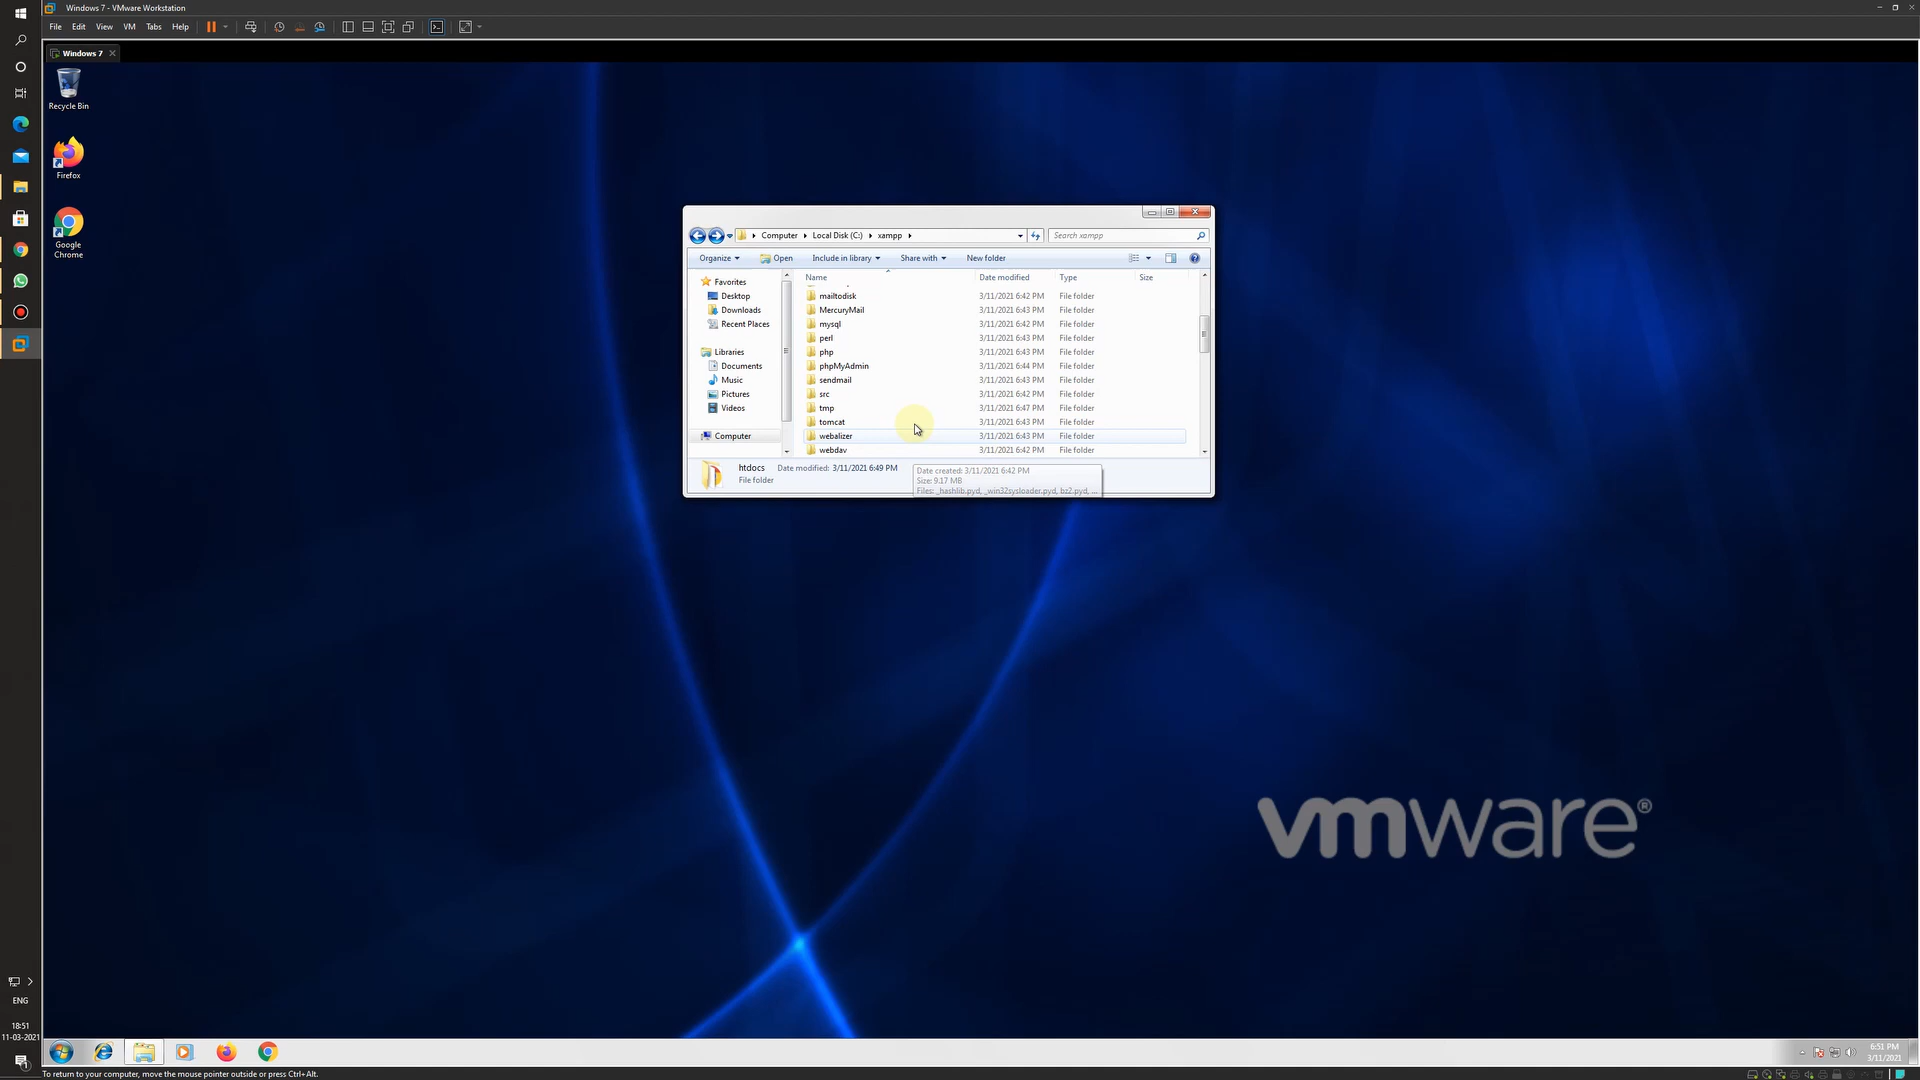 Windows 7 - VMware Workstation
File Edit View VM Tabs Help
Windows 7
Recycle Bin
Firefox
Google
Chrome
Computer Local Disk (C:) xampp
Search xampp
Organize Open Include in library Share with New folder
Name Date modified Type Size
Favorites
Desktop
Downloads
Recent Places
Libraries
Documents
Music
Pictures
Videos
Computer
mailtodisk 3/11/2021 6:42 PM File folder
MercuryMail 3/11/2021 6:43 PM File folder
mysql 3/11/2021 6:42 PM File folder
perl 3/11/2021 6:43 PM File folder
php 3/11/2021 6:43 PM File folder
phpMyAdmin 3/11/2021 6:44 PM File folder
sendmail 3/11/2021 6:43 PM File folder
src 3/11/2021 6:42 PM File folder
tmp 3/11/2021 6:47 PM File folder
tomcat 3/11/2021 6:43 PM File folder
webalizer 3/11/2021 6:43 PM File folder
webdav 3/11/2021 6:42 PM File folder
htdocs Date modified: 3/11/2021 6:49 PM
File folder
Date created: 3/11/2021 6:42 PM
Size: 9.17 MB
Files: _hashlib.pyd, _win32sysloader.pyd, bz2.pyd, ...
vmware®
ENG
18:51
11-03-2021
6:51 PM
3/11/2021
To return to your computer, move the mouse pointer outside or press Ctrl+Alt.